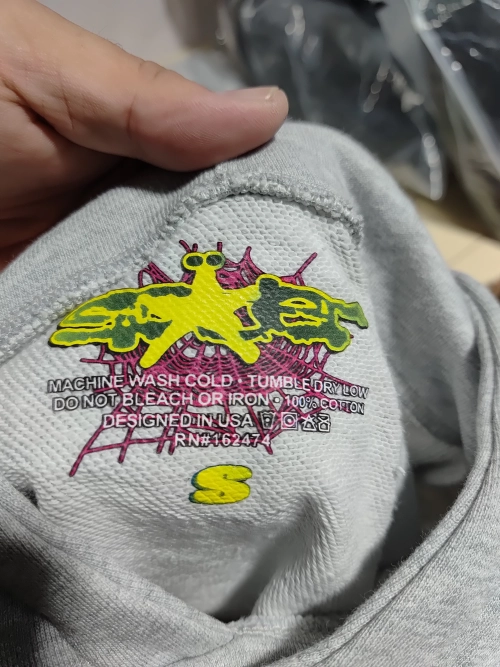 MACHINE WASH COLD • TUMBLE DRY LOW
DO NOT BLEACH OR IRON • 100% COTTON
DESIGNED IN USA
RN#162474
S